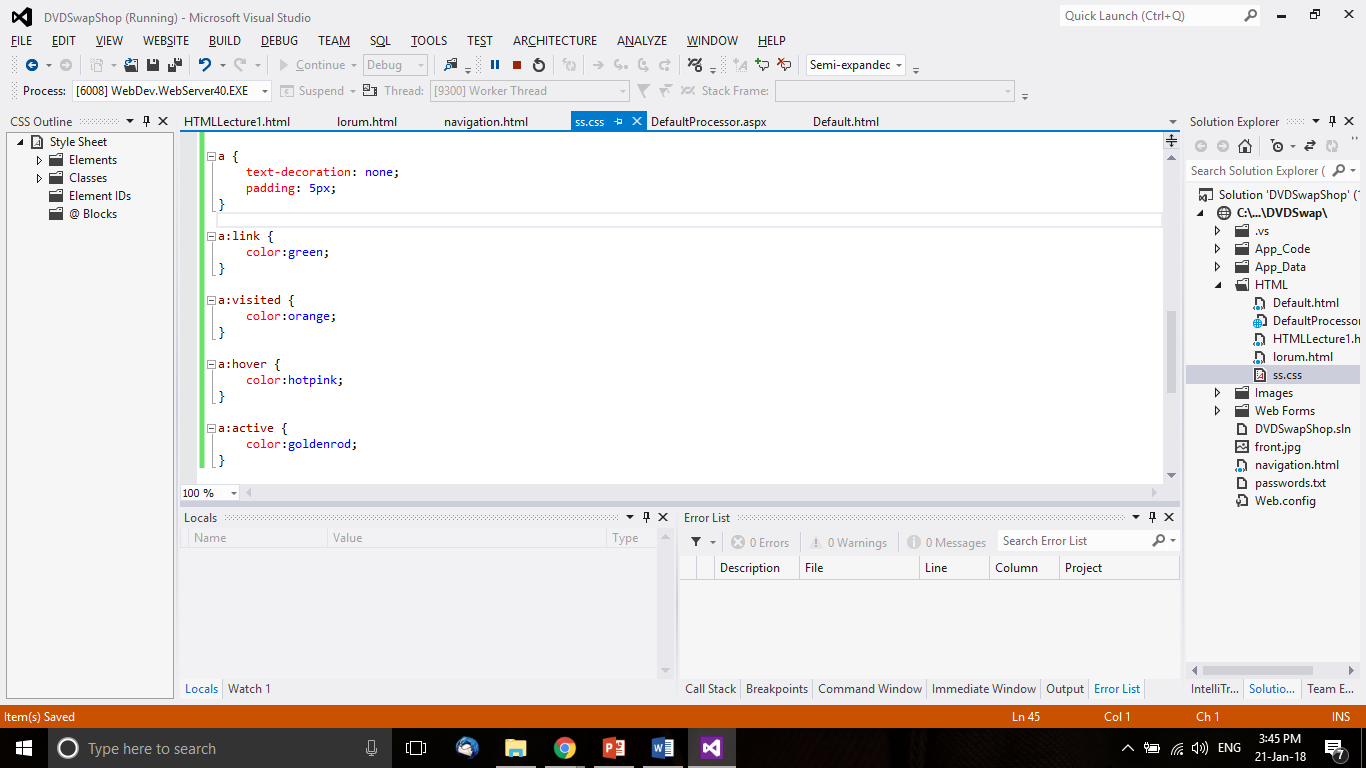 DVDSwapShop (Running) - Microsoft Visual Studio
Quick Launch (Ctrl+Q)
FILE EDIT VIEW WEBSITE BUILD DEBUG TEAM SQL TOOLS TEST ARCHITECTURE ANALYZE WINDOW HELP
Continue Debug Semi-expandec
Process: [6008] WebDev.WebServer40.EXE Suspend Thread: [9300] Worker Thread Stack Frame:
CSS Outline
Style Sheet
Elements
Classes
Element IDs
@ Blocks
HTMLLecture1.html lorum.html navigation.html ss.css DefaultProcessor.aspx Default.html
a {
text-decoration: none;
padding: 5px;
}
a:link {
color:green;
}
a:visited {
color:orange;
}
a:hover {
color:hotpink;
}
a:active {
color:goldenrod;
}
100 %
Solution Explorer
Search Solution Explorer (
Solution 'DVDSwapShop' (1
C:\...\DVDSwap\
.vs
App_Code
App_Data
HTML
Default.html
DefaultProcessor
HTMLLecture1.h
lorum.html
ss.css
Images
Web Forms
DVDSwapShop.sln
front.jpg
navigation.html
passwords.txt
Web.config
Locals
Name Value Type
Locals Watch 1
Error List
0 Errors 0 Warnings 0 Messages Search Error List
Description File Line Column Project
Call Stack Breakpoints Command Window Immediate Window Output Error List
IntelliTr... Solutio... Team E...
Item(s) Saved Ln 45 Col 1 Ch 1 INS
Type here to search
ENG
3:45 PM
21-Jan-18
7